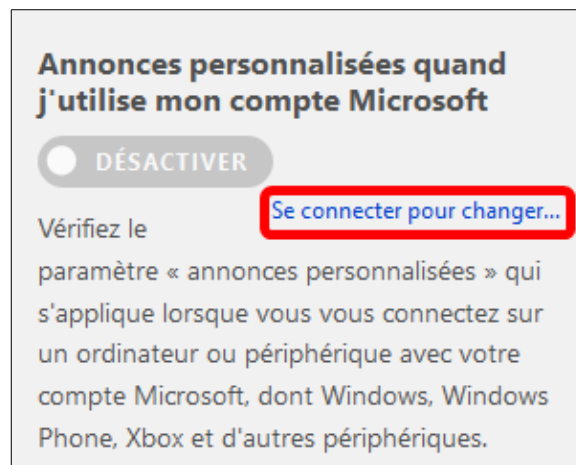 Annonces personnalisées quand
j'utilise mon compte Microsoft
DÉSACTIVER
Se connecter pour changer...
Vérifiez le
paramètre « annonces personnalisées » qui
s'applique lorsque vous vous connectez sur
un ordinateur ou périphérique avec votre
compte Microsoft, dont Windows, Windows
Phone, Xbox et d'autres périphériques.